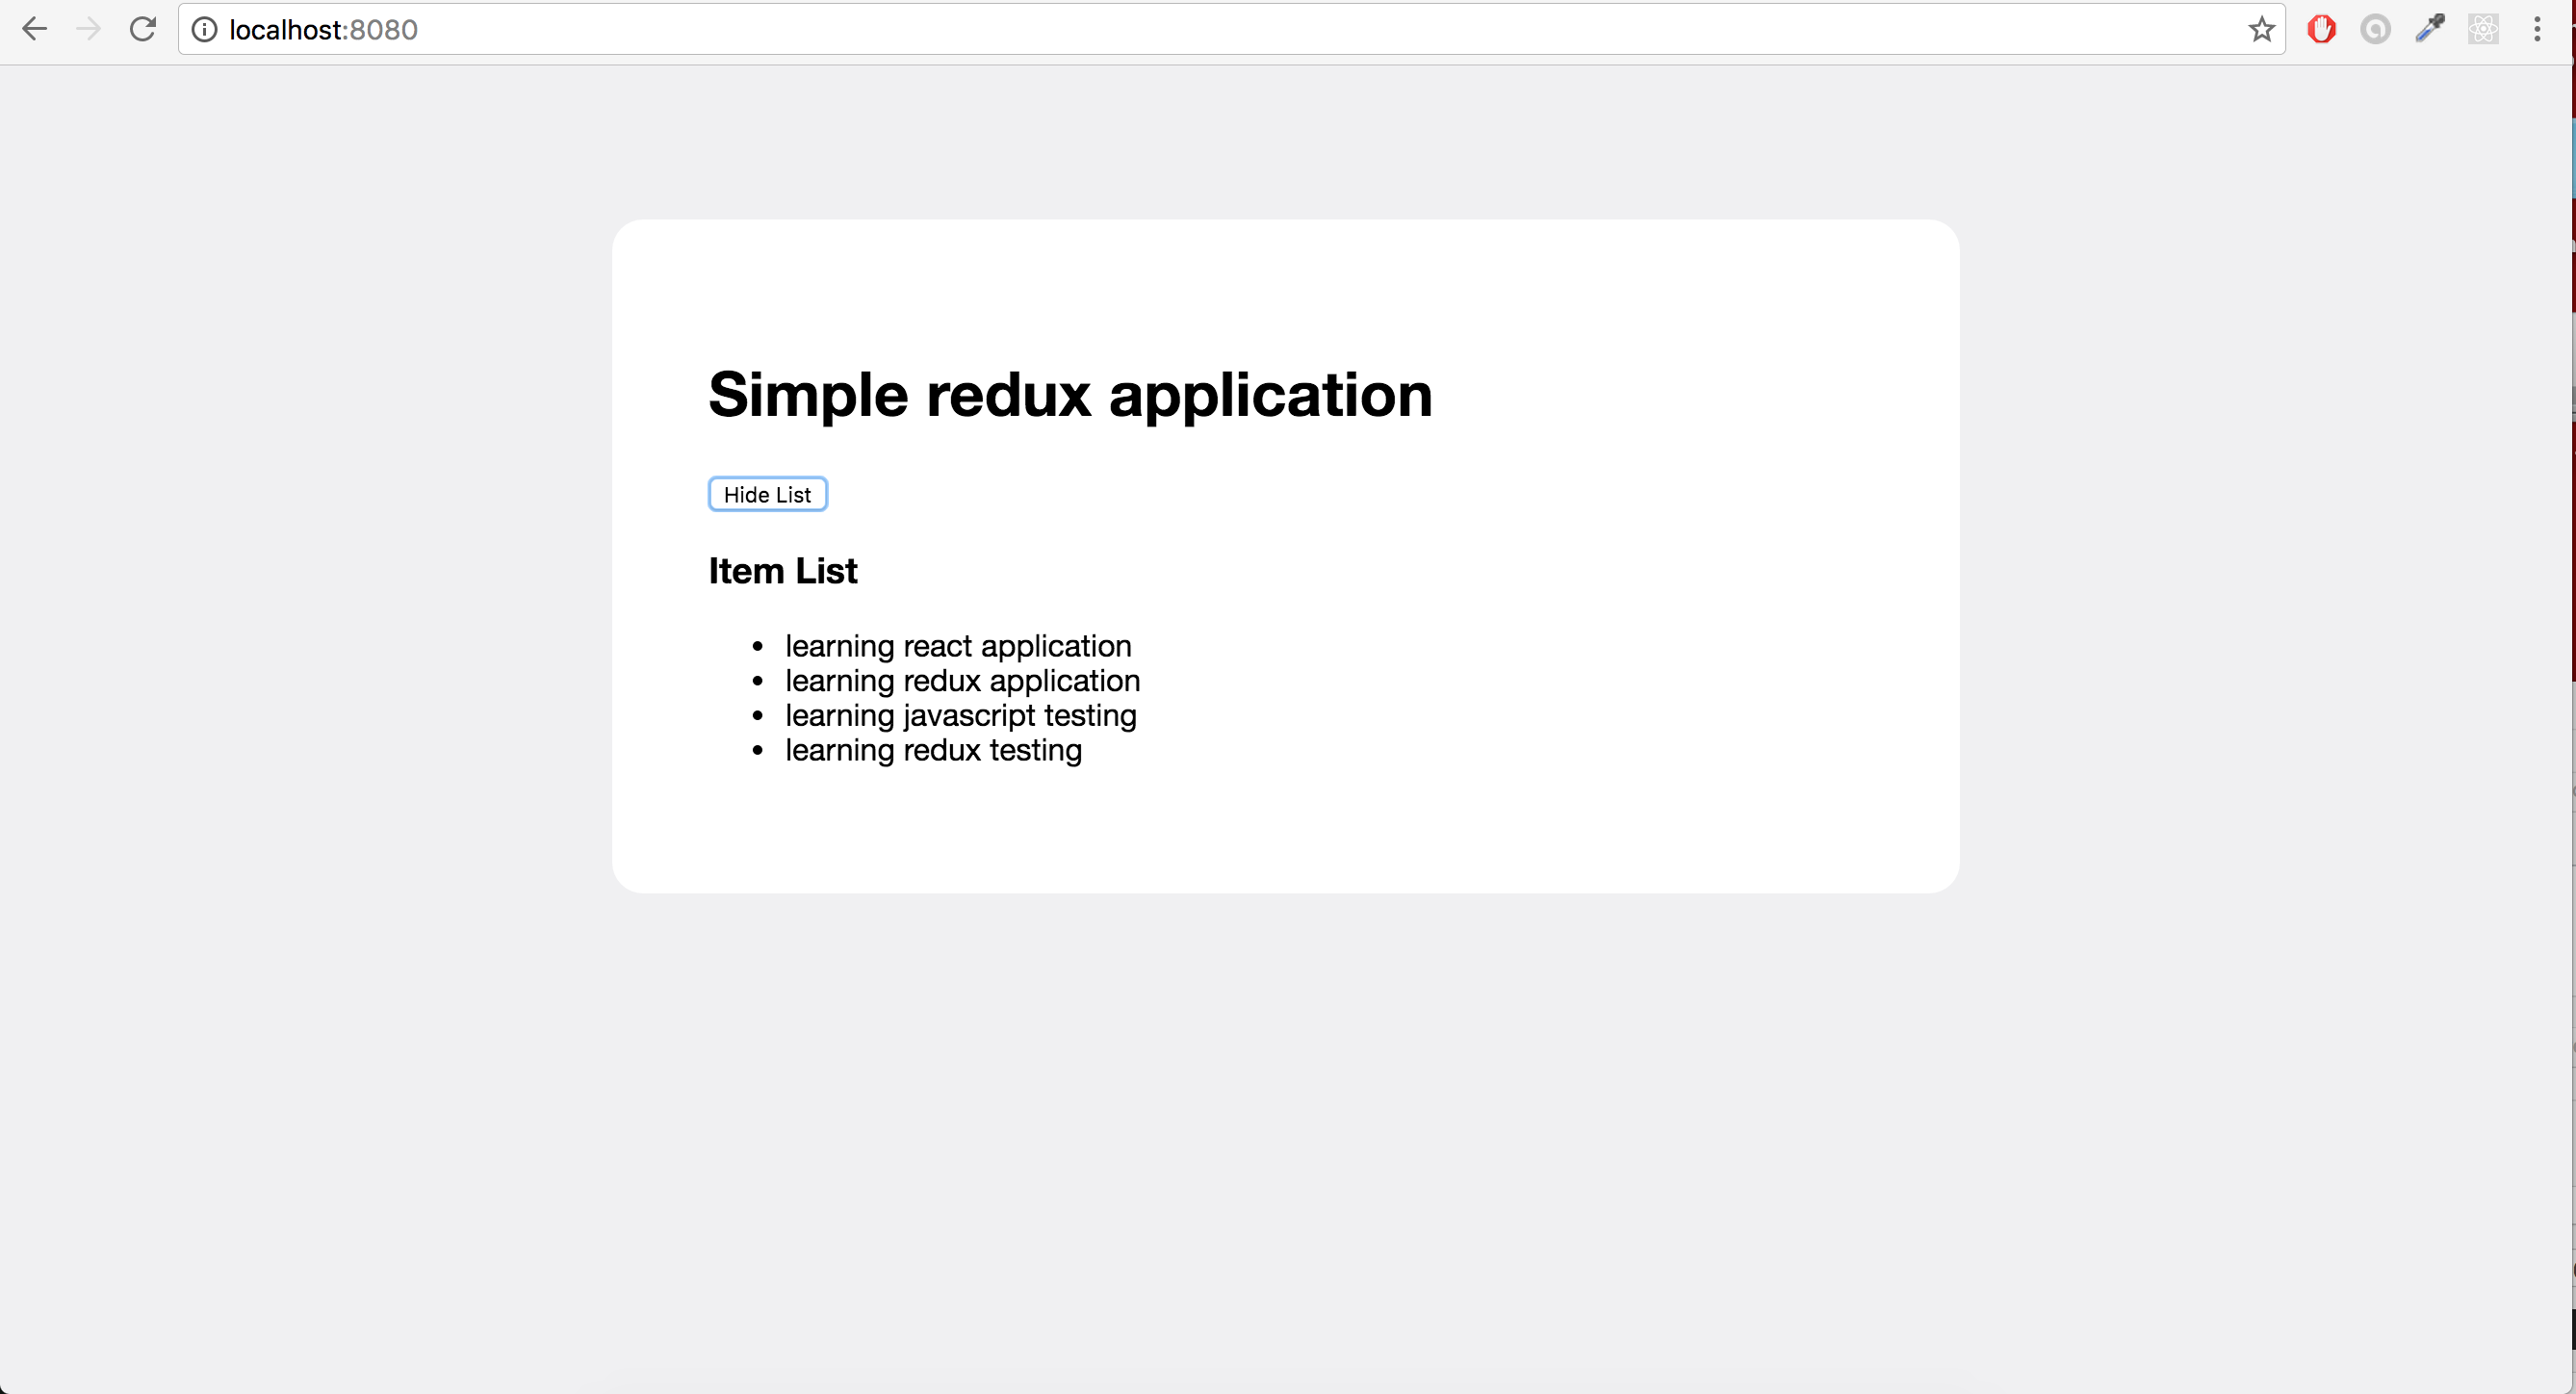 localhost:8080
Simple redux application
Hide List
Item List
learning react application
learning redux application
learning javascript testing
learning redux testing